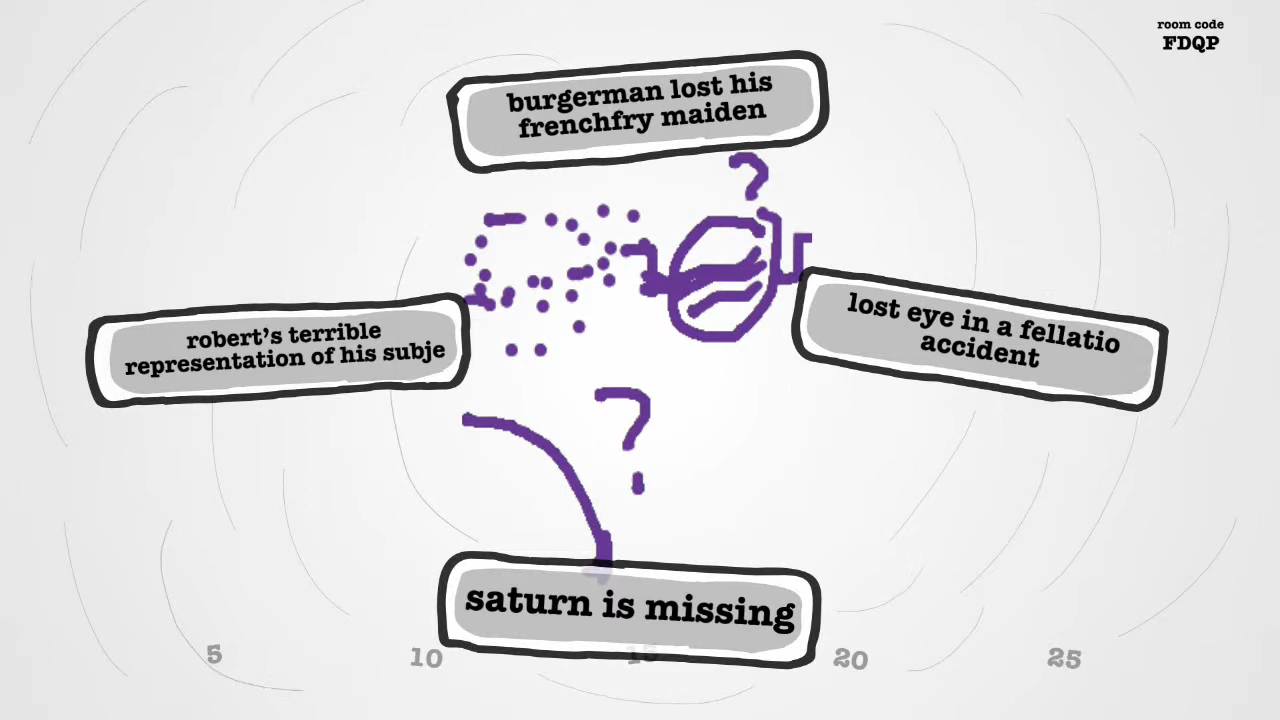 room code
FDQP
burgerman lost his
frenchfry maiden
?
robert's terrible
representation of his subje
lost eye in a fellatio
accident
?
saturn is missing
5 10 15 20 25